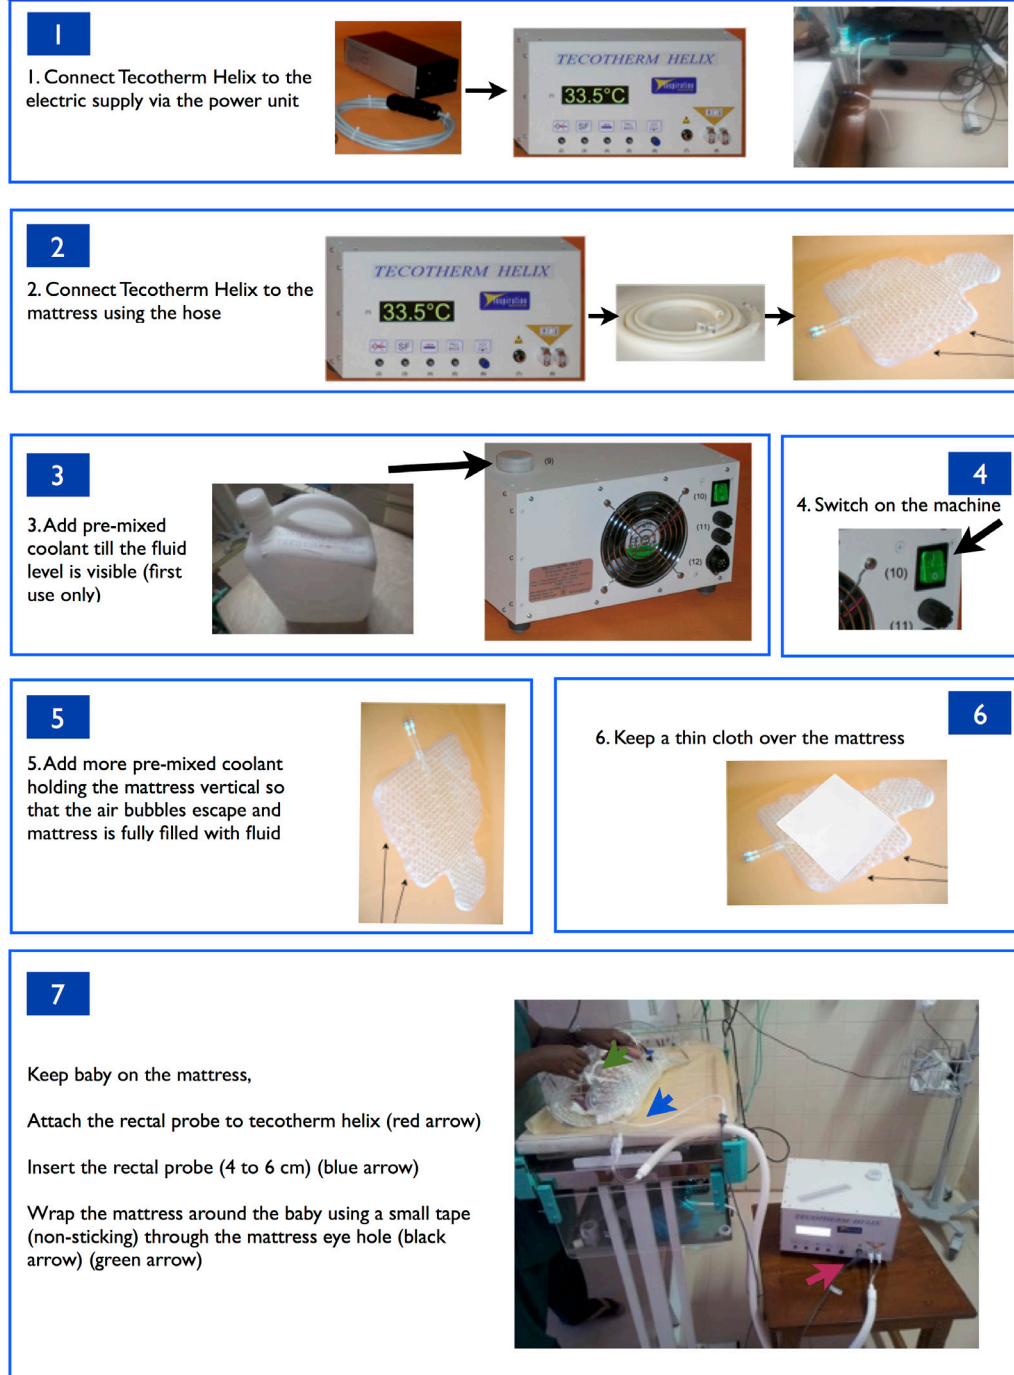 1
1. Connect Tecotherm Helix to the
electric supply via the power unit
TECOTHERM HELIX
33.5°C
Inspiration
SF
2
2. Connect Tecotherm Helix to the
mattress using the hose
TECOTHERM HELIX
33.5°C
Inspiration
SF
3
3. Add pre-mixed
coolant till the fluid
level is visible (first
use only)
(9)
(10)
(11)
(12)
4
4. Switch on the machine
(10)
(11)
5
5. Add more pre-mixed coolant
holding the mattress vertical so
that the air bubbles escape and
mattress is fully filled with fluid
6
6. Keep a thin cloth over the mattress
7
Keep baby on the mattress,
Attach the rectal probe to tecotherm helix (red arrow)
Insert the rectal probe (4 to 6 cm) (blue arrow)
Wrap the mattress around the baby using a small tape
(non-sticking) through the mattress eye hole (black
arrow) (green arrow)
TECOTHERM HELIX